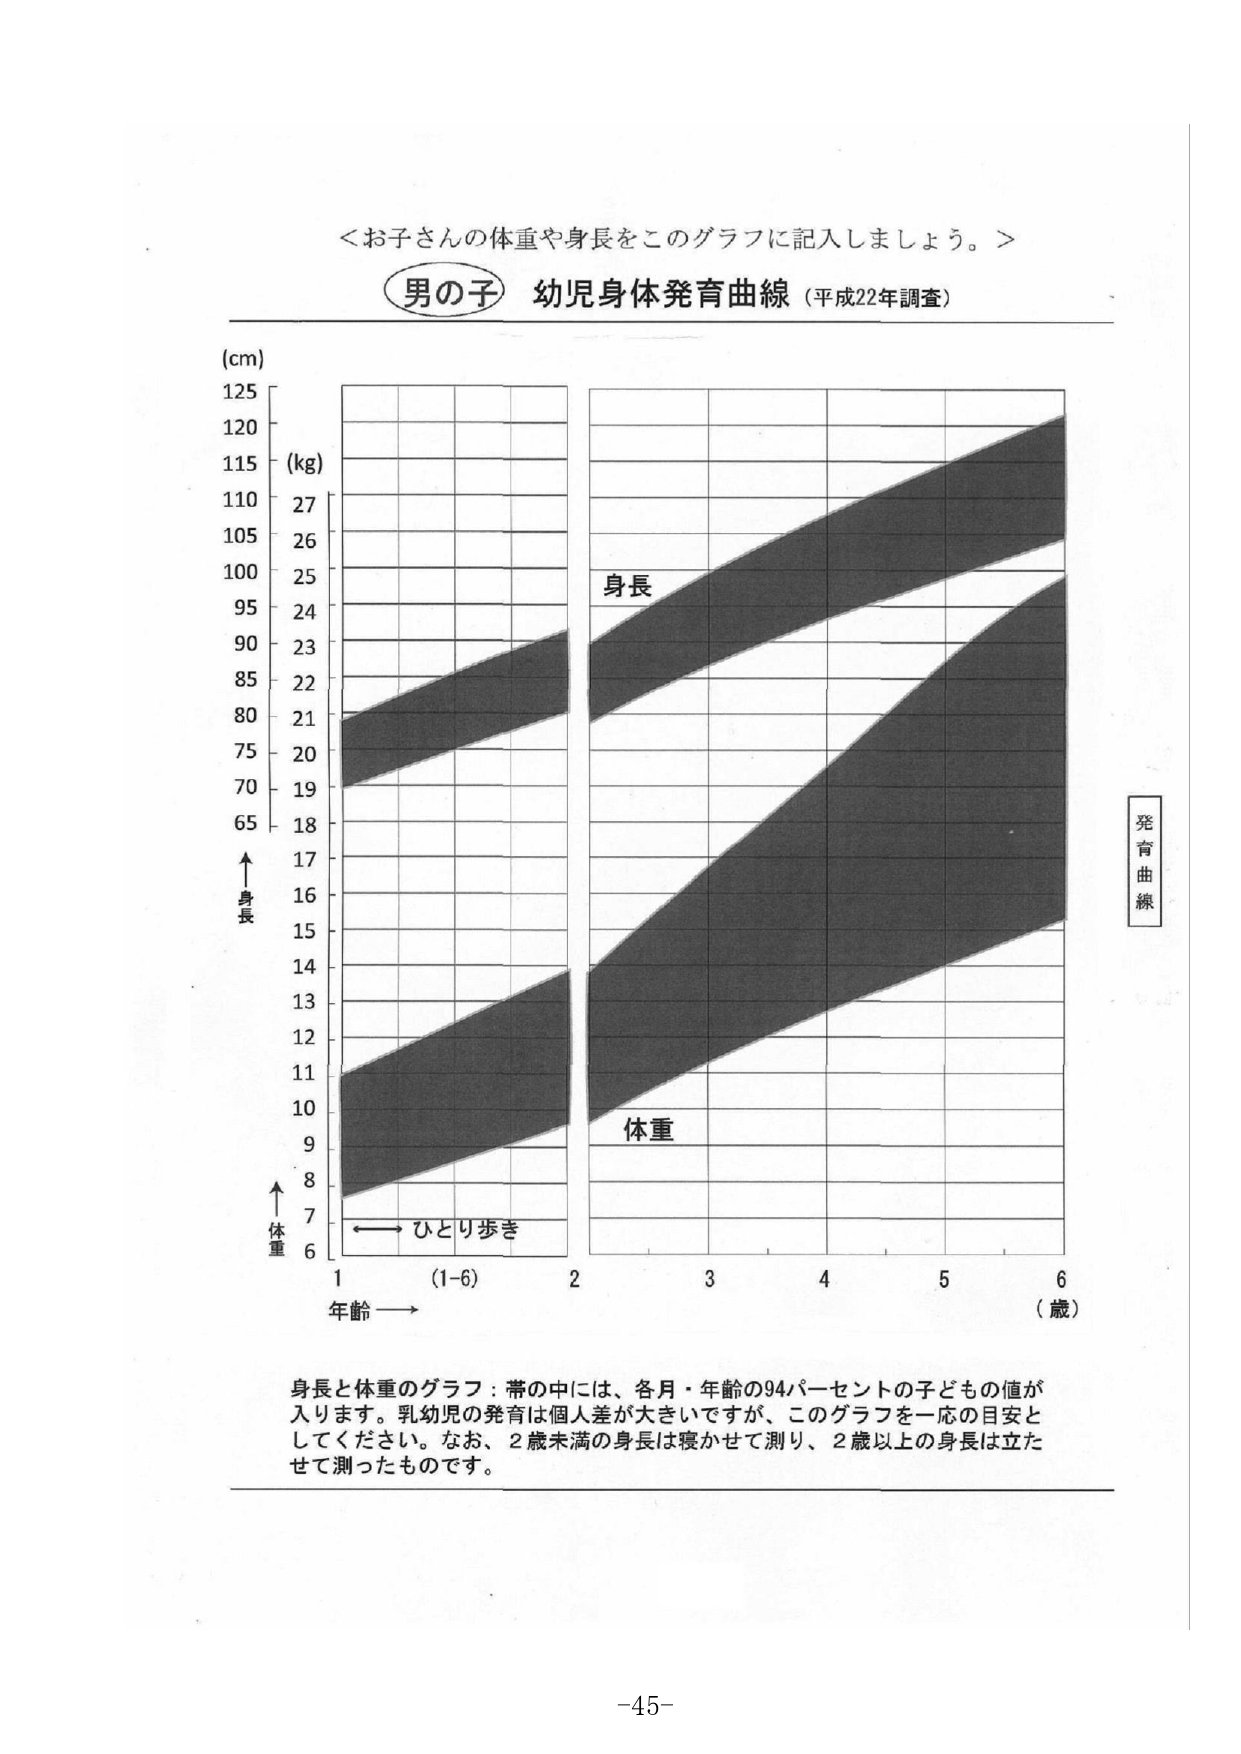 ＜お子さんの体重や身長をこのグラフに記入しましょう。＞
男の子 幼児身体発育曲線（平成22年調査）
(cm)
125
120
115 (kg)
110 27
105 26
100 25
95 24
90 23
85 22
80 21
75 20
70 19
65 18
17
16
15
14
13
12
11
10
9
8
7
6
↑身長
↑体重
身長
体重
←→ ひとり歩き
1 (1-6) 2 3 4 5 6
年齢→ （歳）
発育曲線
身長と体重のグラフ：帯の中には、各月・年齢の94パーセントの子どもの値が
入ります。乳幼児の発育は個人差が大きいですが、このグラフを一応の目安と
してください。なお、２歳未満の身長は寝かせて測り、２歳以上の身長は立た
せて測ったものです。
-45-